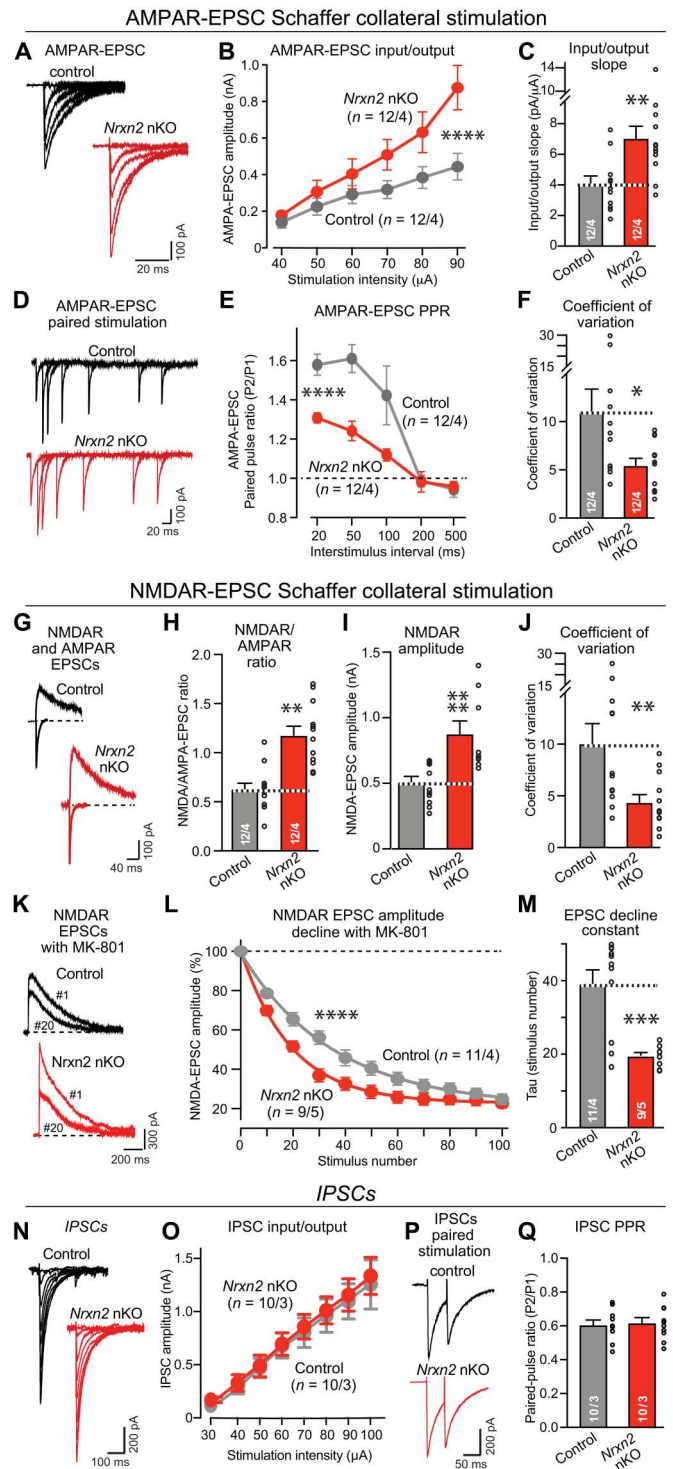 AMPAR-EPSC Schaffer collateral stimulation
A
AMPAR-EPSC
control
Nrxn2 nKO
100 pA
20 ms
B
AMPAR-EPSC input/output
AMPA-EPSC amplitude (nA)
1.0
0.8
0.6
0.4
0.2
0
Nrxn2 nKO
(n = 12/4)
****
Control (n = 12/4)
40 50 60 70 80 90
Stimulation intensity (μA)
C
Input/output
slope
Input/output slope (pA/μA)
14
10
8
6
4
2
0
**
12/4
12/4
Control
Nrxn2
nKO
D
AMPAR-EPSC
paired stimulation
Control
Nrxn2 nKO
100 pA
20 ms
E
AMPAR-EPSC PPR
AMPA-EPSC
Paired pulse ratio (P2/P1)
1.6
1.4
1.2
1.0
0.8
****
Control
(n = 12/4)
Nrxn2 nKO
(n = 12/4)
20 50 100 200 500
Interstimulus interval (ms)
F
Coefficient of
variation
Coefficient of variation
30
15
10
5
0
*
12/4
12/4
Control
Nrxn2
nKO
NMDAR-EPSC Schaffer collateral stimulation
G
NMDAR
and AMPAR
EPSCs
Control
Nrxn2
nKO
100 pA
40 ms
H
NMDAR/
AMPAR
ratio
NMDA/AMPA-EPSC ratio
2.0
1.5
1.0
0.5
0.0
**
12/4
12/4
Control
Nrxn2
nKO
I
NMDAR
amplitude
NMDA-EPSC amplitude (nA)
1.5
1.0
0.5
0
**
**
Control
Nrxn2
nKO
J
Coefficient of
variation
Coefficient of variation
30
15
10
5
0
**
Control
Nrxn2
nKO
K
NMDAR
EPSCs
with MK-801
Control
#1
#20
Nrxn2 nKO
#1
#20
300 pA
200 ms
L
NMDAR EPSC amplitude
decline with MK-801
NMDA-EPSC amplitude (%)
100
80
60
40
20
****
Control (n = 11/4)
Nrxn2 nKO
(n = 9/5)
0 20 40 60 80 100
Stimulus number
M
EPSC decline
constant
Tau (stimulus number)
60
40
20
0
***
11/4
9/5
Control
Nrxn2
nKO
IPSCs
N
IPSCs
Control
Nrxn2 nKO
200 pA
100 ms
O
IPSC input/output
IPSC amplitude (nA)
1.5
1.0
0.5
0
Nrxn2 nKO
(n = 10/3)
Control
(n = 10/3)
30 40 50 60 70 80 90 100
Stimulation intensity (μA)
P
IPSCs
paired
stimulation
control
Nrxn2 nKO
200 pA
50 ms
Q
IPSC PPR
Paired-pulse ratio (P2/P1)
1.0
0.8
0.6
0.4
0.2
0.0
10/3
10/3
Control
Nrxn2
nKO